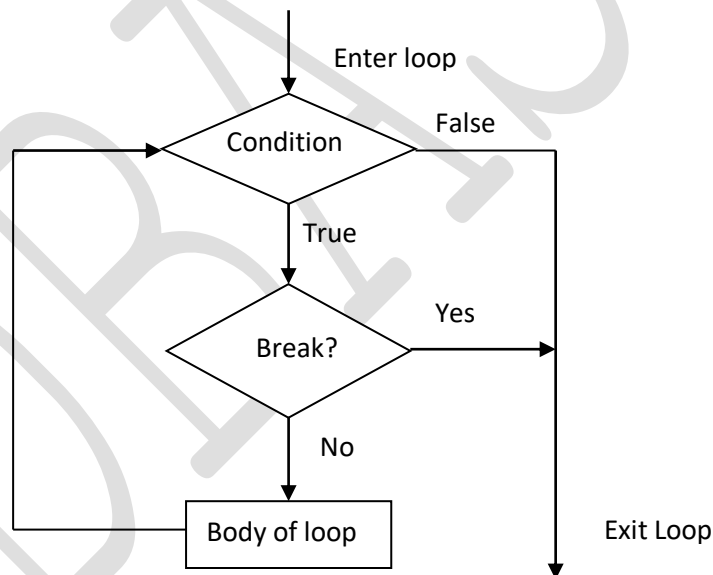 Enter loop
Condition
False
True
Break?
Yes
No
Body of loop
Exit Loop